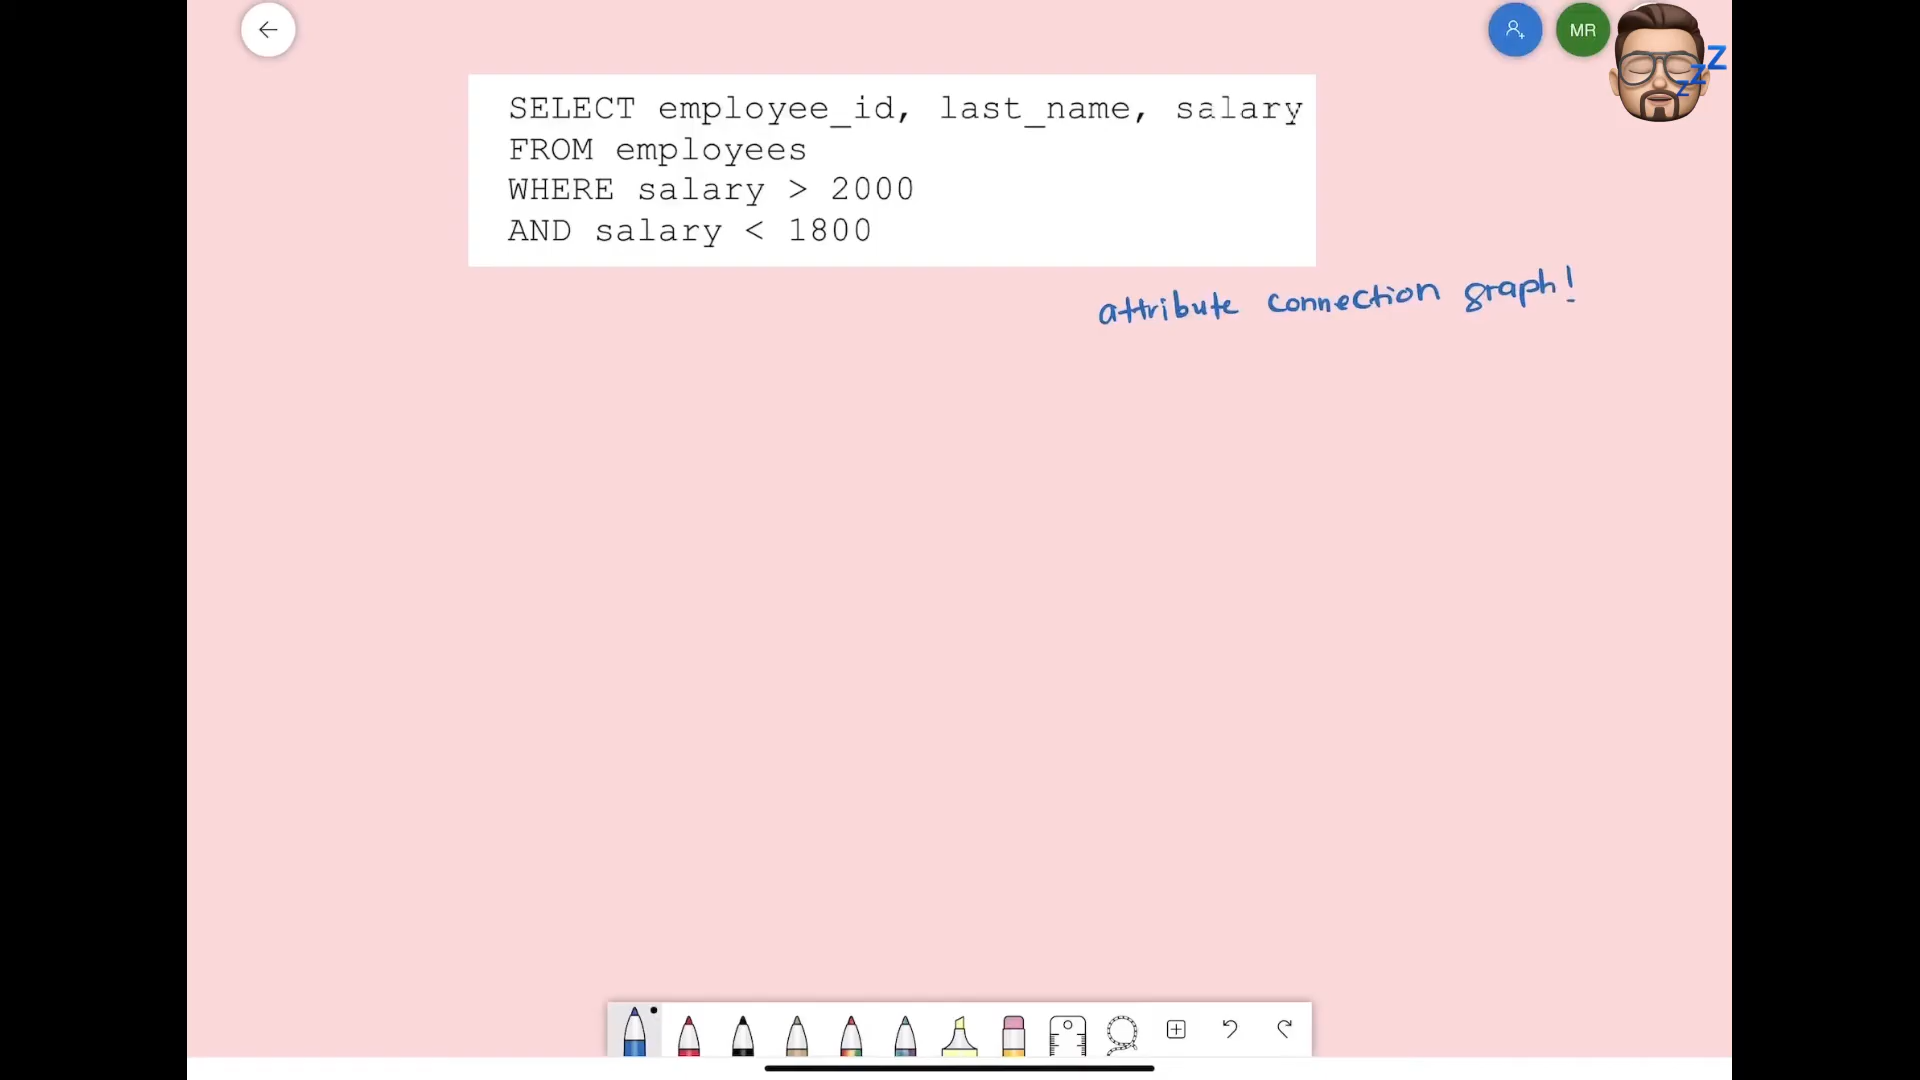 MR
z
z
Z
SELECT employee_id, last_name, salary
FROM employees
WHERE salary > 2000
AND salary < 1800
attribute connection graph!